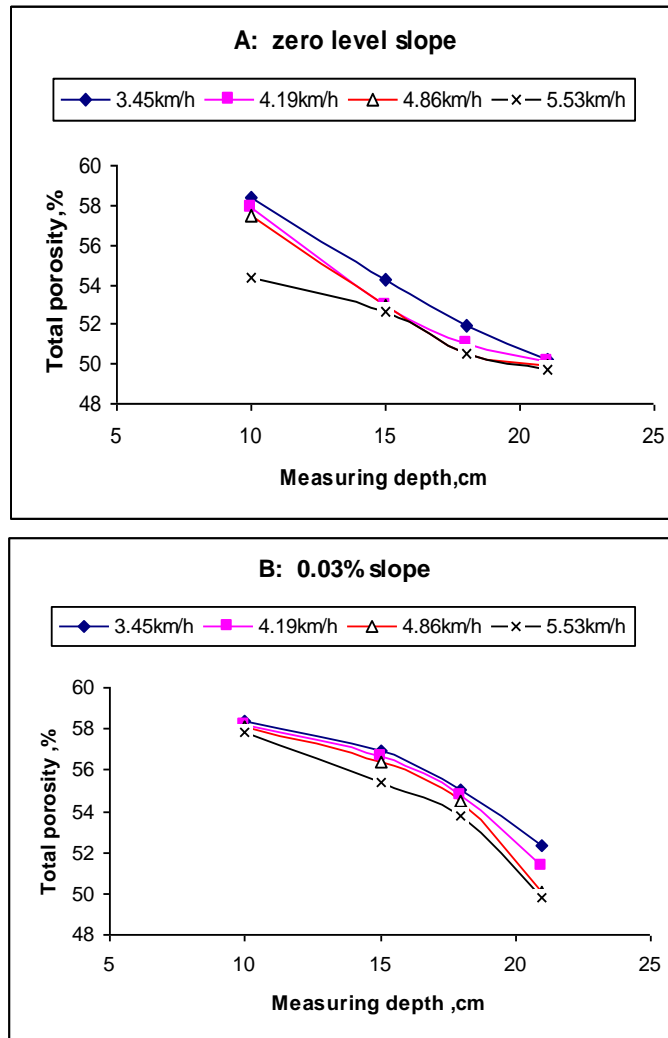 A: zero level slope
3.45km/h 4.19km/h 4.86km/h 5.53km/h
60
58
56
54
52
50
48
Total porosity,%
5 10 15 20 25
Measuring depth,cm
B: 0.03% slope
3.45km/h 4.19km/h 4.86km/h 5.53km/h
60
58
56
54
52
50
48
Total porosity ,%
5 10 15 20 25
Measuring depth ,cm